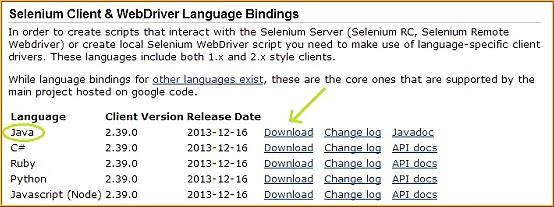 Selenium Client & WebDriver Language Bindings
In order to create scripts that interact with the Selenium Server (Selenium RC, Selenium Remote
Webdriver) or create local Selenium WebDriver script you need to make use of language-specific client
drivers. These languages include both 1.x and 2.x style clients.
While language bindings for other languages exist, these are the core ones that are supported by the
main project hosted on google code.
Language Client Version Release Date
Java 2.39.0 2013-12-16 Download Change log Javadoc
C# 2.39.0 2013-12-16 Download Change log API docs
Ruby 2.39.0 2013-12-16 Download Change log API docs
Python 2.39.0 2013-12-16 Download Change log API docs
Javascript (Node) 2.39.0 2013-12-16 Download Change log API docs